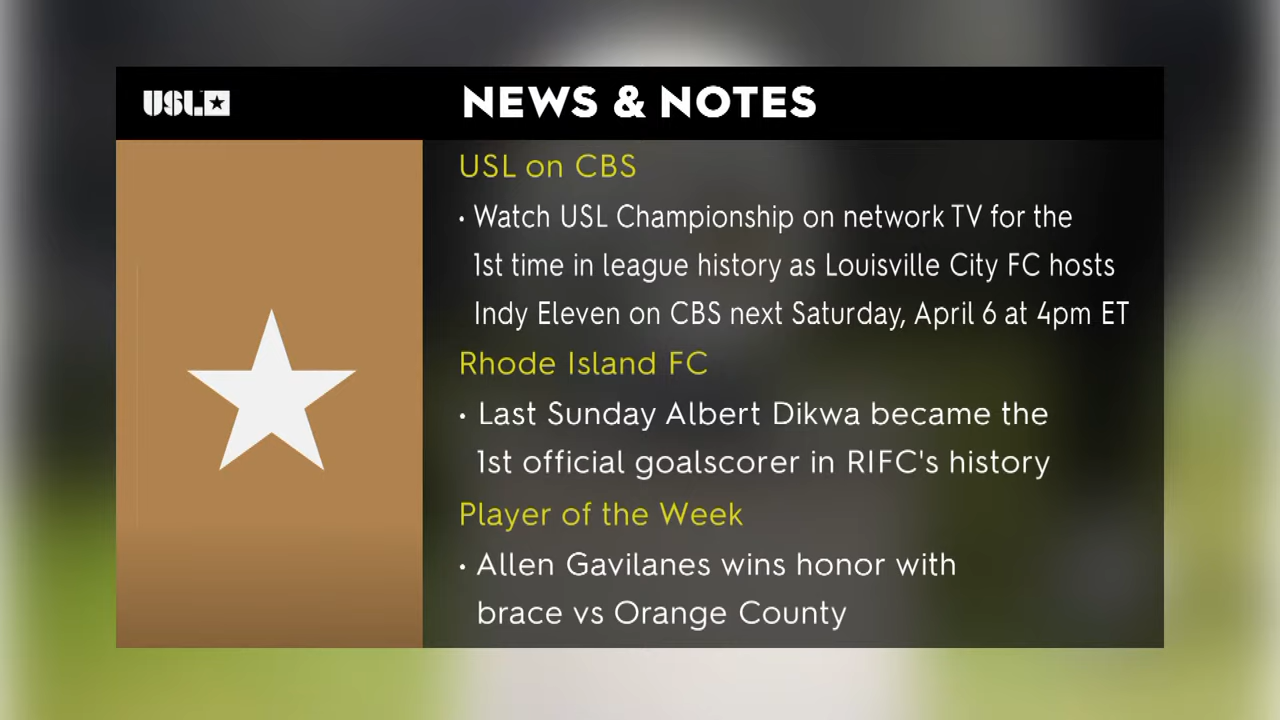 USL
NEWS & NOTES
USL on CBS
• Watch USL Championship on network TV for the
1st time in league history as Louisville City FC hosts
Indy Eleven on CBS next Saturday, April 6 at 4pm ET
Rhode Island FC
• Last Sunday Albert Dikwa became the
1st official goalscorer in RIFC's history
Player of the Week
• Allen Gavilanes wins honor with
brace vs Orange County